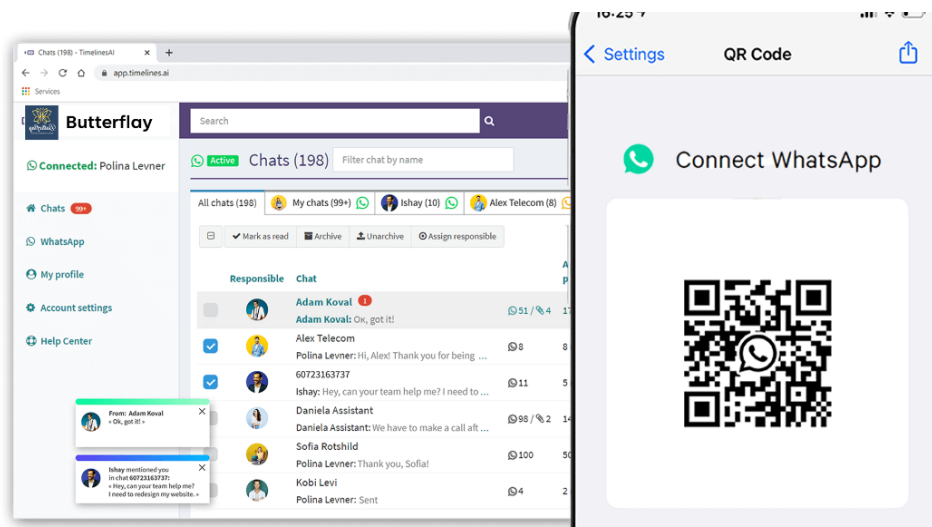 Chats (198) - TimelinesAI
app.timelines.ai
Services
Butterflay
Search
Connected: Polina Levner
Active Chats (198) Filter chat by name
All chats (198) My chats (99+) Ishay (10) Alex Telecom (8)
Chats 99+
WhatsApp
My profile
Account settings
Help Center
Mark as read Archive Unarchive Assign responsible
Responsible Chat
Adam Koval 1
Adam Koval: Ок, got it! 51 / 4
Alex Telecom
Polina Levner: Hi, Alex! Thank you for being ... 8 8
60723163737
Ishay: Hey, can your team help me? I need to ... 11 5
Daniela Assistant
Daniela Assistant: We have to make a call aft ... 98 / 2
Sofia Rotshild
Polina Levner: Thank you, Sofia! 100
Kobi Levi
Polina Levner: Sent 4 2
From: Adam Koval
« Ok, got it! »
Ishay mentioned you
in chat 60723163737:
« Hey, can your team help me?
I need to redesign my website. »
16:25
Settings QR Code
Connect WhatsApp